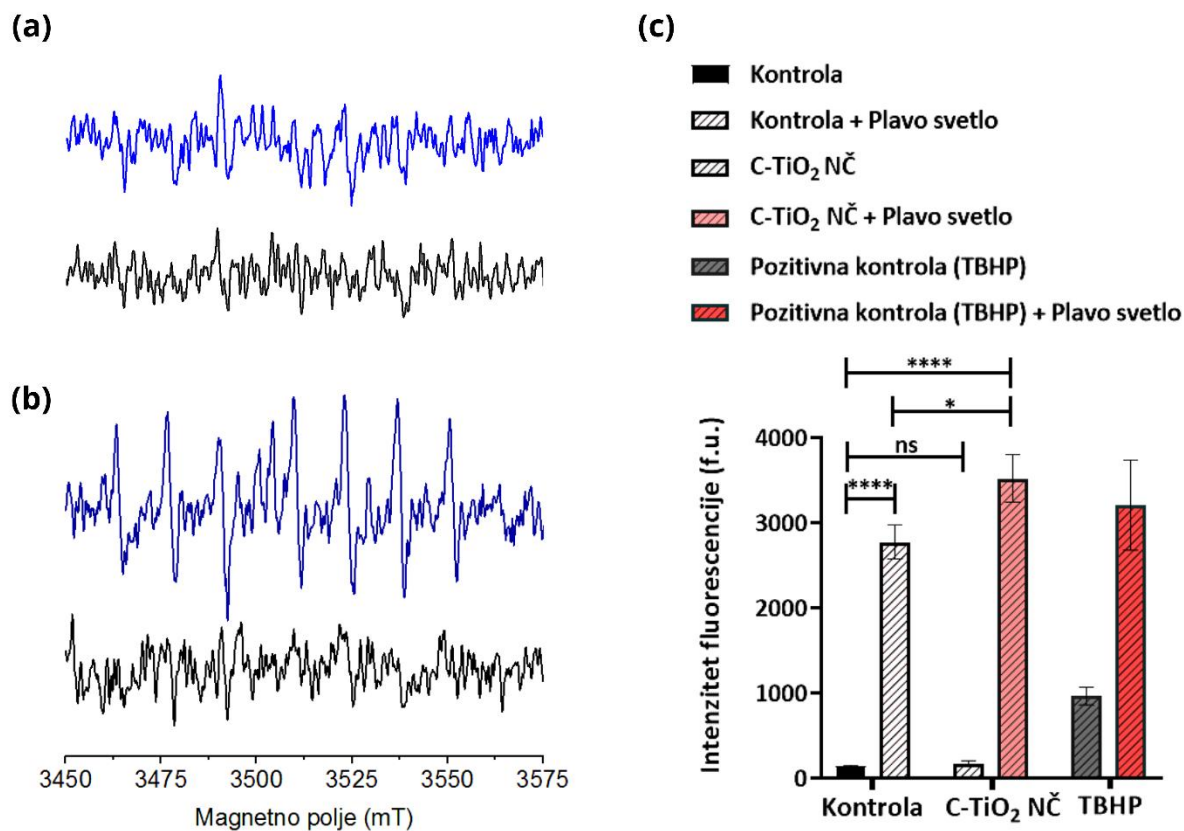 (a)
(b)
3450 3475 3500 3525 3550 3575
Magnetno polje (mT)
(c)
Kontrola
Kontrola + Plavo svetlo
C-TiO₂ NČ
C-TiO₂ NČ + Plavo svetlo
Pozitivna kontrola (TBHP)
Pozitivna kontrola (TBHP) + Plavo svetlo
****
*
ns
****
Intenzitet fluorescencije (f.u.)
4000
3000
2000
1000
0
Kontrola C-TiO₂ NČ TBHP